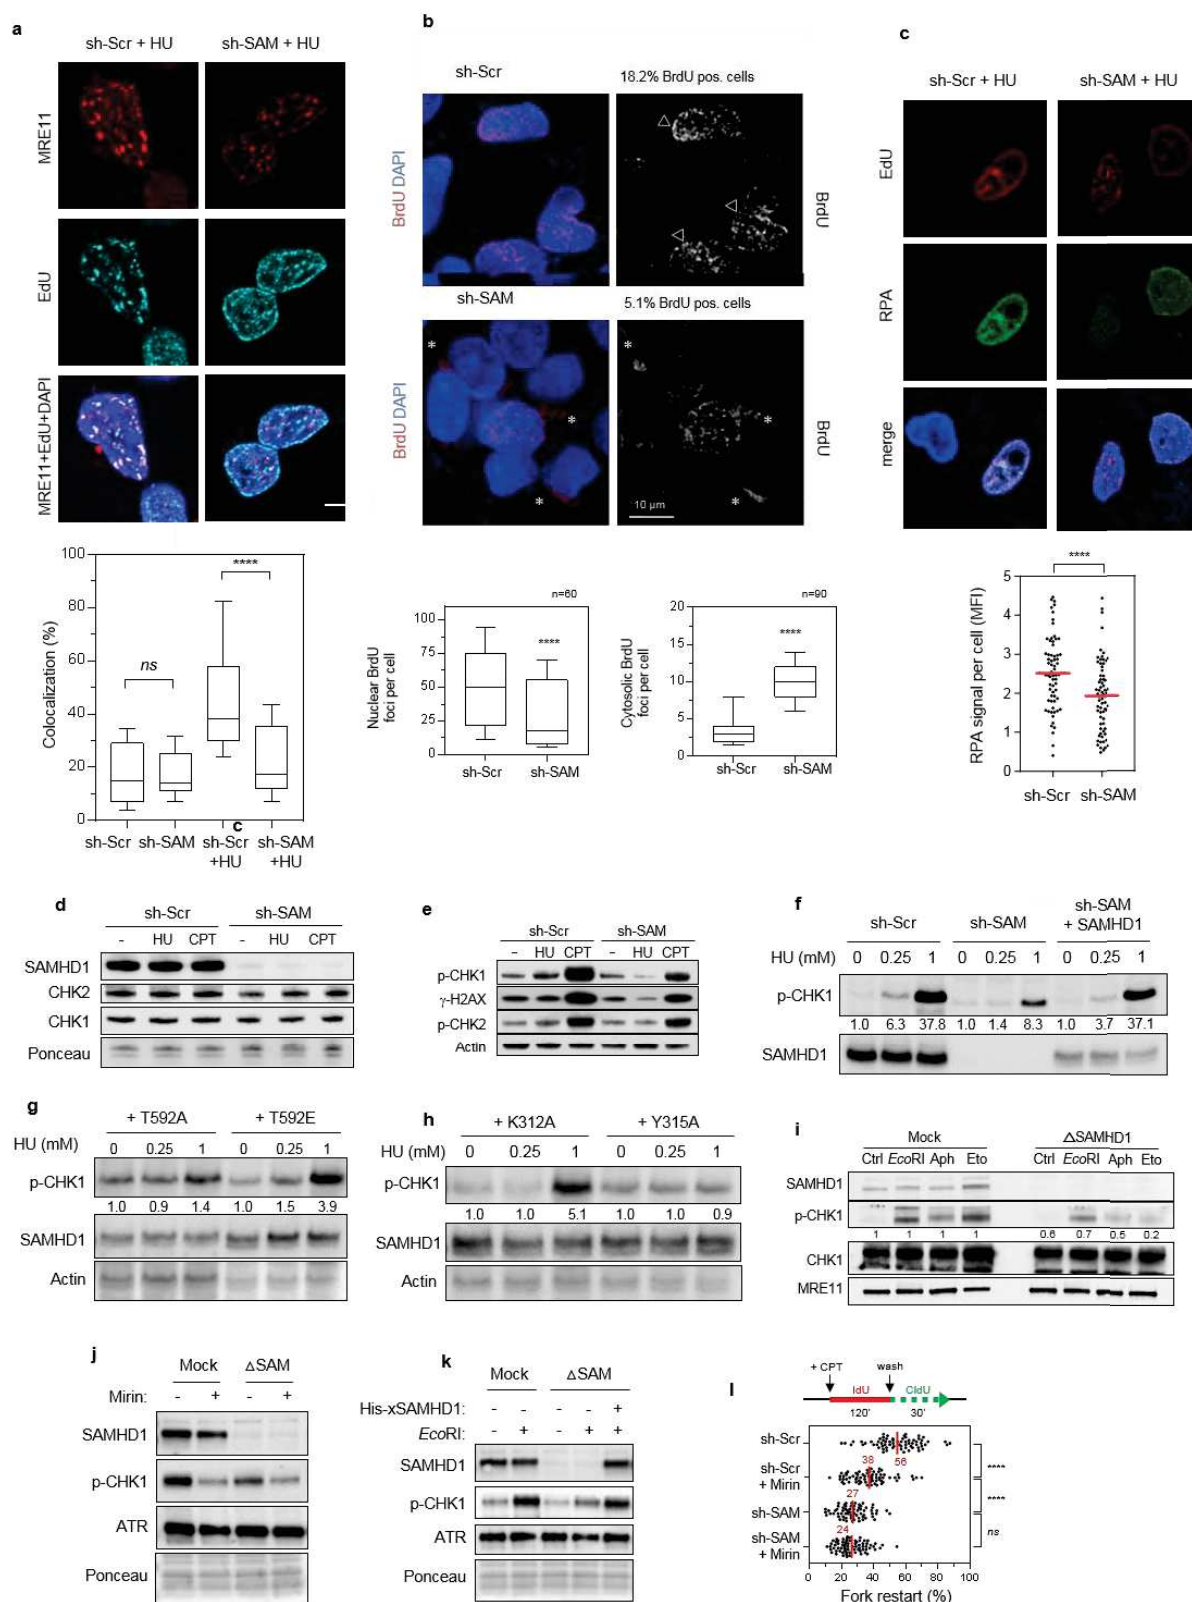 a
sh-Scr + HU
sh-SAM + HU
MRE11
EdU
MRE11+EdU+DAPI
Colocalization (%)
100
80
60
40
20
0
ns
****
sh-Scr
sh-SAM
sh-Scr
+HU
sh-SAM
+HU
c
b
sh-Scr
18.2% BrdU pos. cells
BrdU DAPI
BrdU
sh-SAM
5.1% BrdU pos. cells
BrdU DAPI
BrdU
*
*
*
*
*
*
10 µm
n=60
Nuclear BrdU
foci per cell
100
75
50
25
0
****
sh-Scr
sh-SAM
n=90
Cytosolic BrdU
foci per cell
20
15
10
5
0
****
sh-Scr
sh-SAM
c
sh-Scr + HU
sh-SAM + HU
EdU
RPA
merge
RPA signal per cell (MFI)
5
4
3
2
1
0
****
sh-Scr
sh-SAM
d
sh-Scr sh-SAM
- HU CPT - HU CPT
SAMHD1
CHK2
CHK1
Ponceau
e
sh-Scr sh-SAM
- HU CPT - HU CPT
p-CHK1
γ-H2AX
p-CHK2
Actin
f
sh-Scr sh-SAM sh-SAM
+ SAMHD1
HU (mM) 0 0.25 1 0 0.25 1 0 0.25 1
p-CHK1
1.0 6.3 37.8 1.0 1.4 8.3 1.0 3.7 37.1
SAMHD1
g
+ T592A + T592E
HU (mM) 0 0.25 1 0 0.25 1
p-CHK1
1.0 0.9 1.4 1.0 1.5 3.9
SAMHD1
Actin
h
+ K312A + Y315A
HU (mM) 0 0.25 1 0 0.25 1
p-CHK1
1.0 1.0 5.1 1.0 1.0 0.9
SAMHD1
Actin
i
Mock ΔSAMHD1
Ctrl EcoRI Aph Eto Ctrl EcoRI Aph Eto
SAMHD1
p-CHK1
1 1 1 1 0.6 0.7 0.5 0.2
CHK1
MRE11
j
Mock ΔSAM
Mirin: - + - +
SAMHD1
p-CHK1
ATR
Ponceau
k
Mock ΔSAM
His-xSAMHD1: +
EcoRI: - + - + +
SAMHD1
p-CHK1
ATR
Ponceau
l
+ CPT wash
IdU CldU
120' 30'
sh-Scr
56
sh-Scr
+ Mirin
38
sh-SAM
27
sh-SAM
+ Mirin
24
****
****
ns
0 20 40 60 80 100
Fork restart (%)